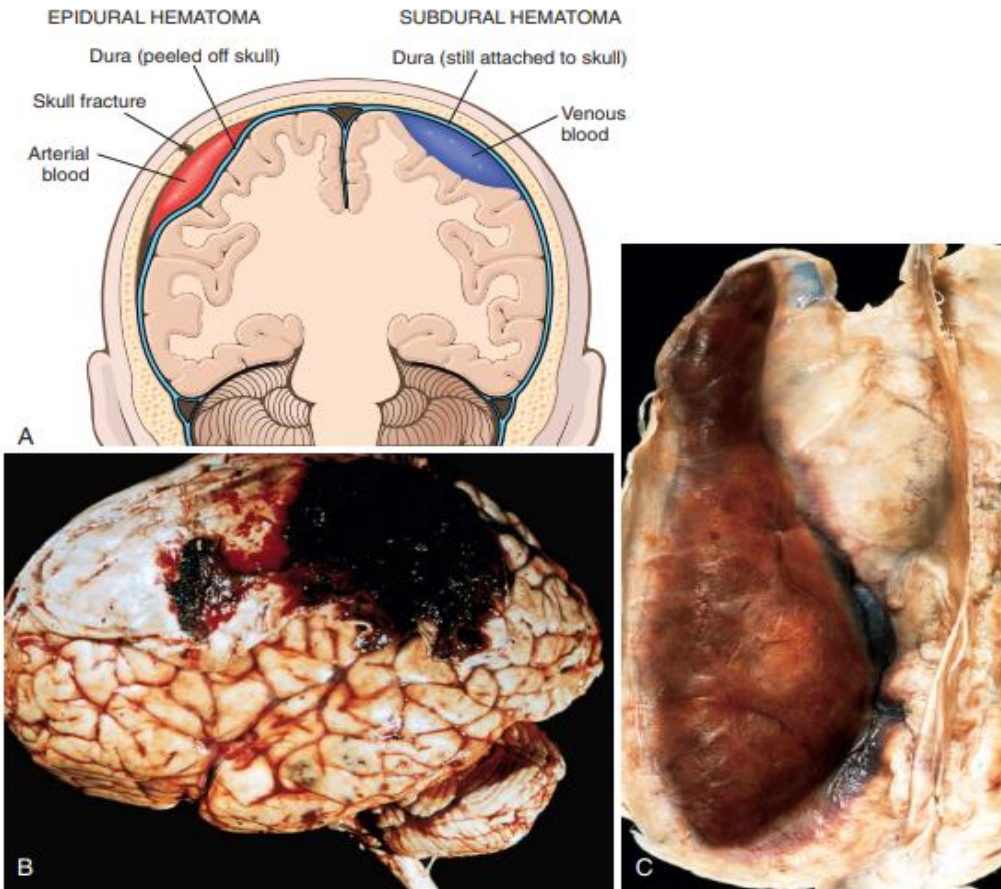 EPIDURAL HEMATOMA
SUBDURAL HEMATOMA
Dura (peeled off skull)
Dura (still attached to skull)
Skull fracture
Venous
blood
Arterial
blood
A
B
C